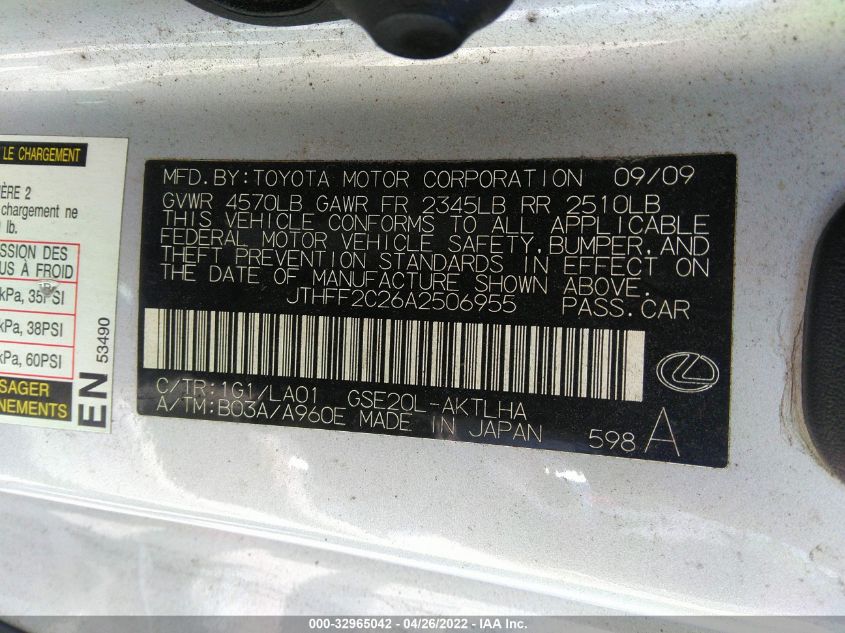 LE CHARGEMENT
IÈRE 2
chargement ne
lb.
SSION DES
US À FROID
kPa, 35PSI
kPa, 38PSI
kPa, 60PSI
SAGER
NEMENTS
EN 53490
MFD.BY:TOYOTA MOTOR CORPORATION 09/09
GVWR 4570LB GAWR FR 2345LB RR 2510LB
THIS VEHICLE CONFORMS TO ALL APPLICABLE
FEDERAL MOTOR VEHICLE SAFETY,BUMPER,AND
THEFT PREVENTION STANDARDS IN EFFECT ON
THE DATE OF MANUFACTURE SHOWN ABOVE.
JTHFF2C26A2506955 PASS.CAR
C/TR:1G1/LA01 GSE20L-AKTLHA
A/TM:B03A/A960E MADE IN JAPAN
598 A
000-32965042 - 04/26/2022 - IAA Inc.